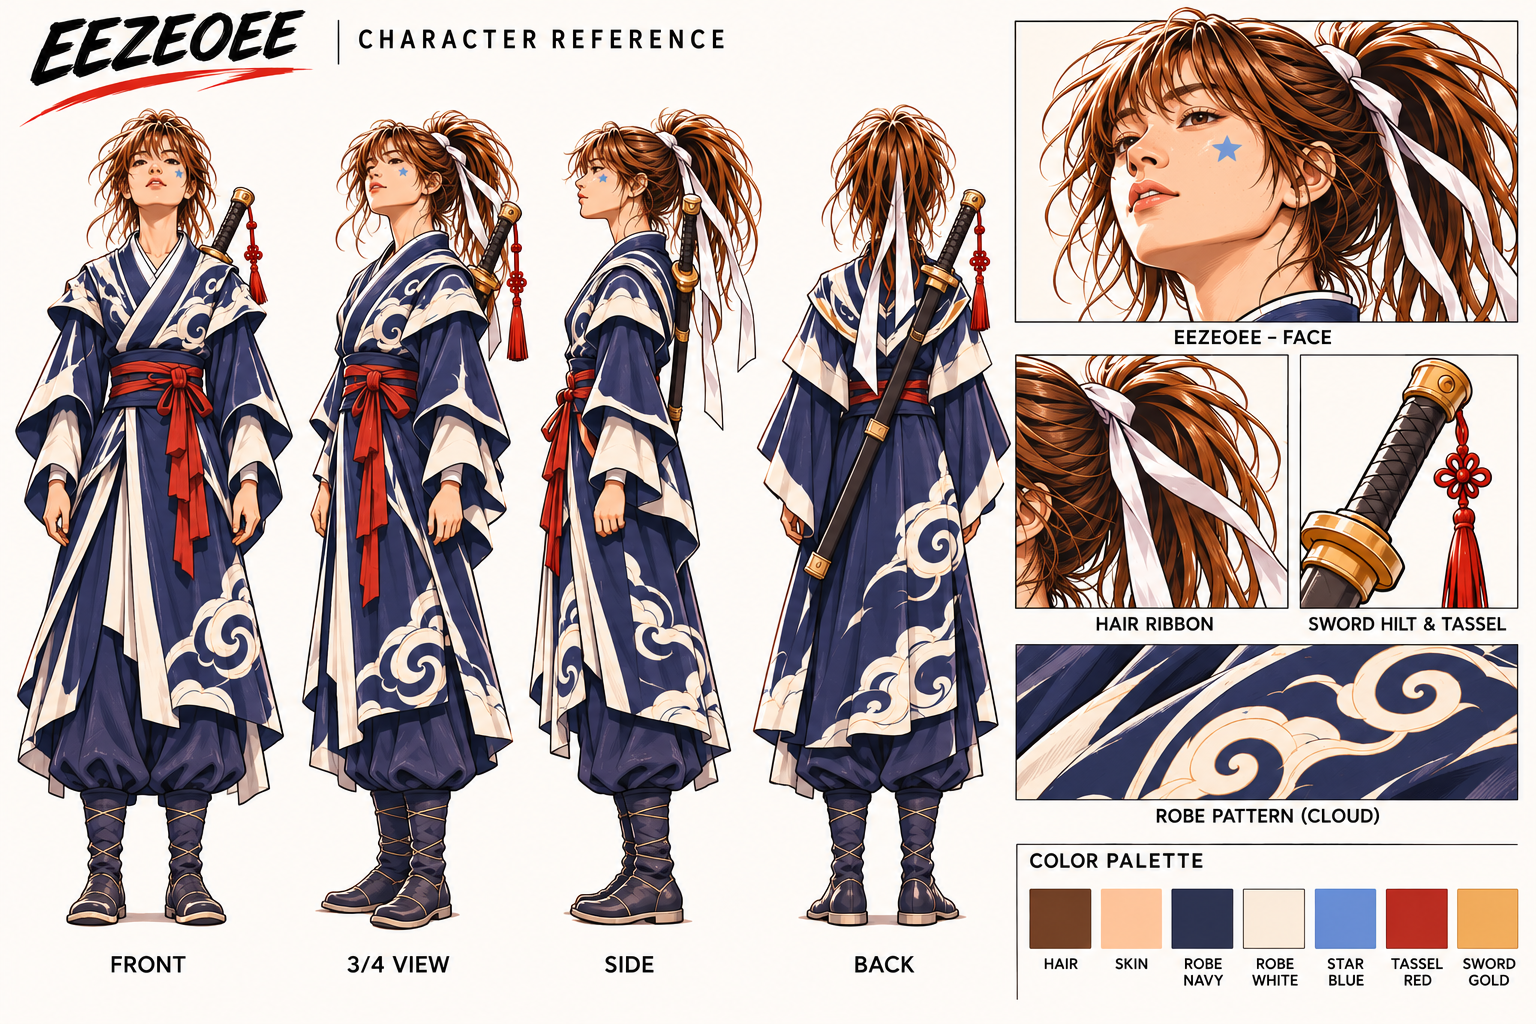 EEZEOEE
CHARACTER REFERENCE
EEZEOEE – FACE
HAIR RIBBON
SWORD HILT & TASSEL
ROBE PATTERN (CLOUD)
COLOR PALETTE
HAIR
SKIN
ROBE
NAVY
ROBE
WHITE
STAR
BLUE
TASSEL
RED
SWORD
GOLD
FRONT
3/4 VIEW
SIDE
BACK